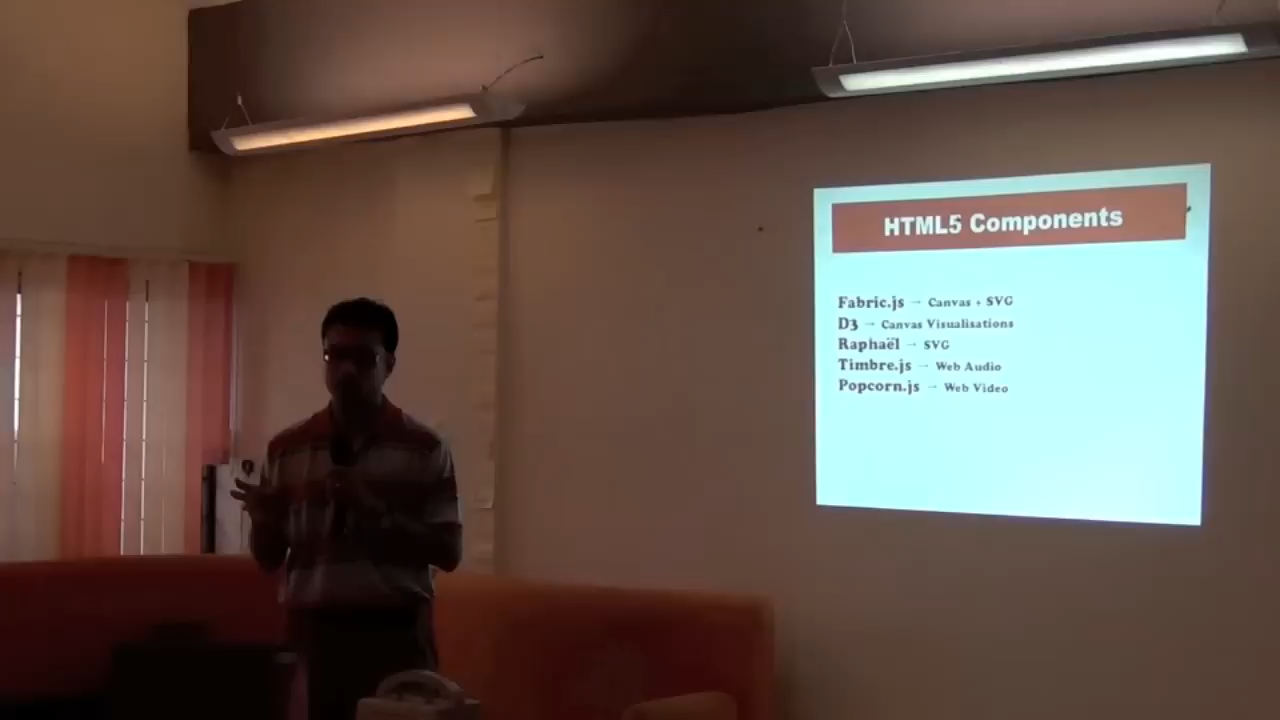 HTML5 Components
Fabric.js → Canvas + SVG
D3 → Canvas Visualisations
Raphaël → SVG
Timbre.js → Web Audio
Popcorn.js → Web Video